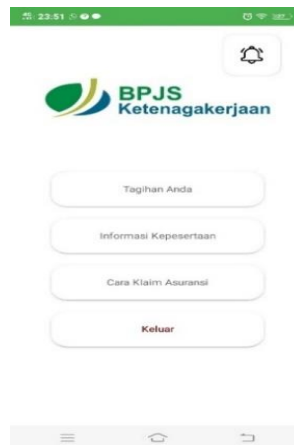 23:51
BPJS
Ketenagakerjaan
Tagihan Anda
Informasi Kepesertaan
Cara Klaim Asuransi
Keluar